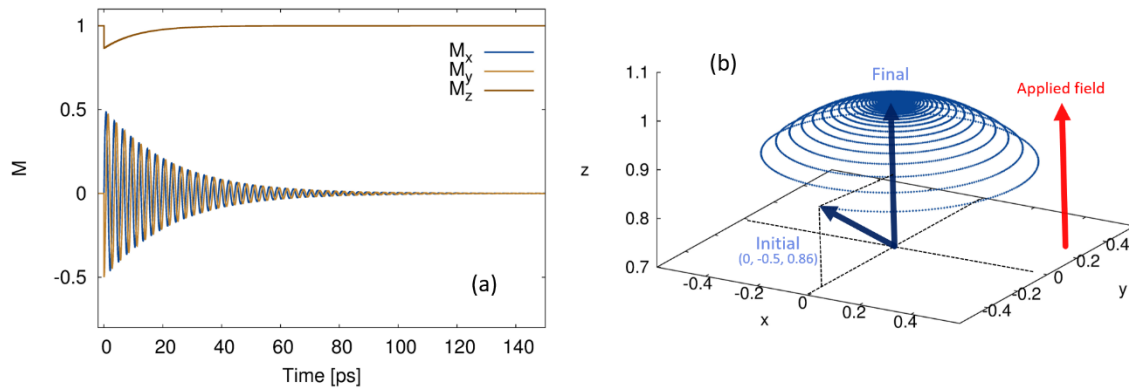 1
0.5
0
-0.5
M
M_x
M_y
M_z
(a)
0 20 40 60 80 100 120 140
Time [ps]
(b)
Final
Applied field
1.1
1
0.9
0.8
0.7
z
Initial
(0, -0.5, 0.86)
-0.4 -0.2 0 0.2 0.4
x
-0.4 -0.2 0 0.2 0.4
y